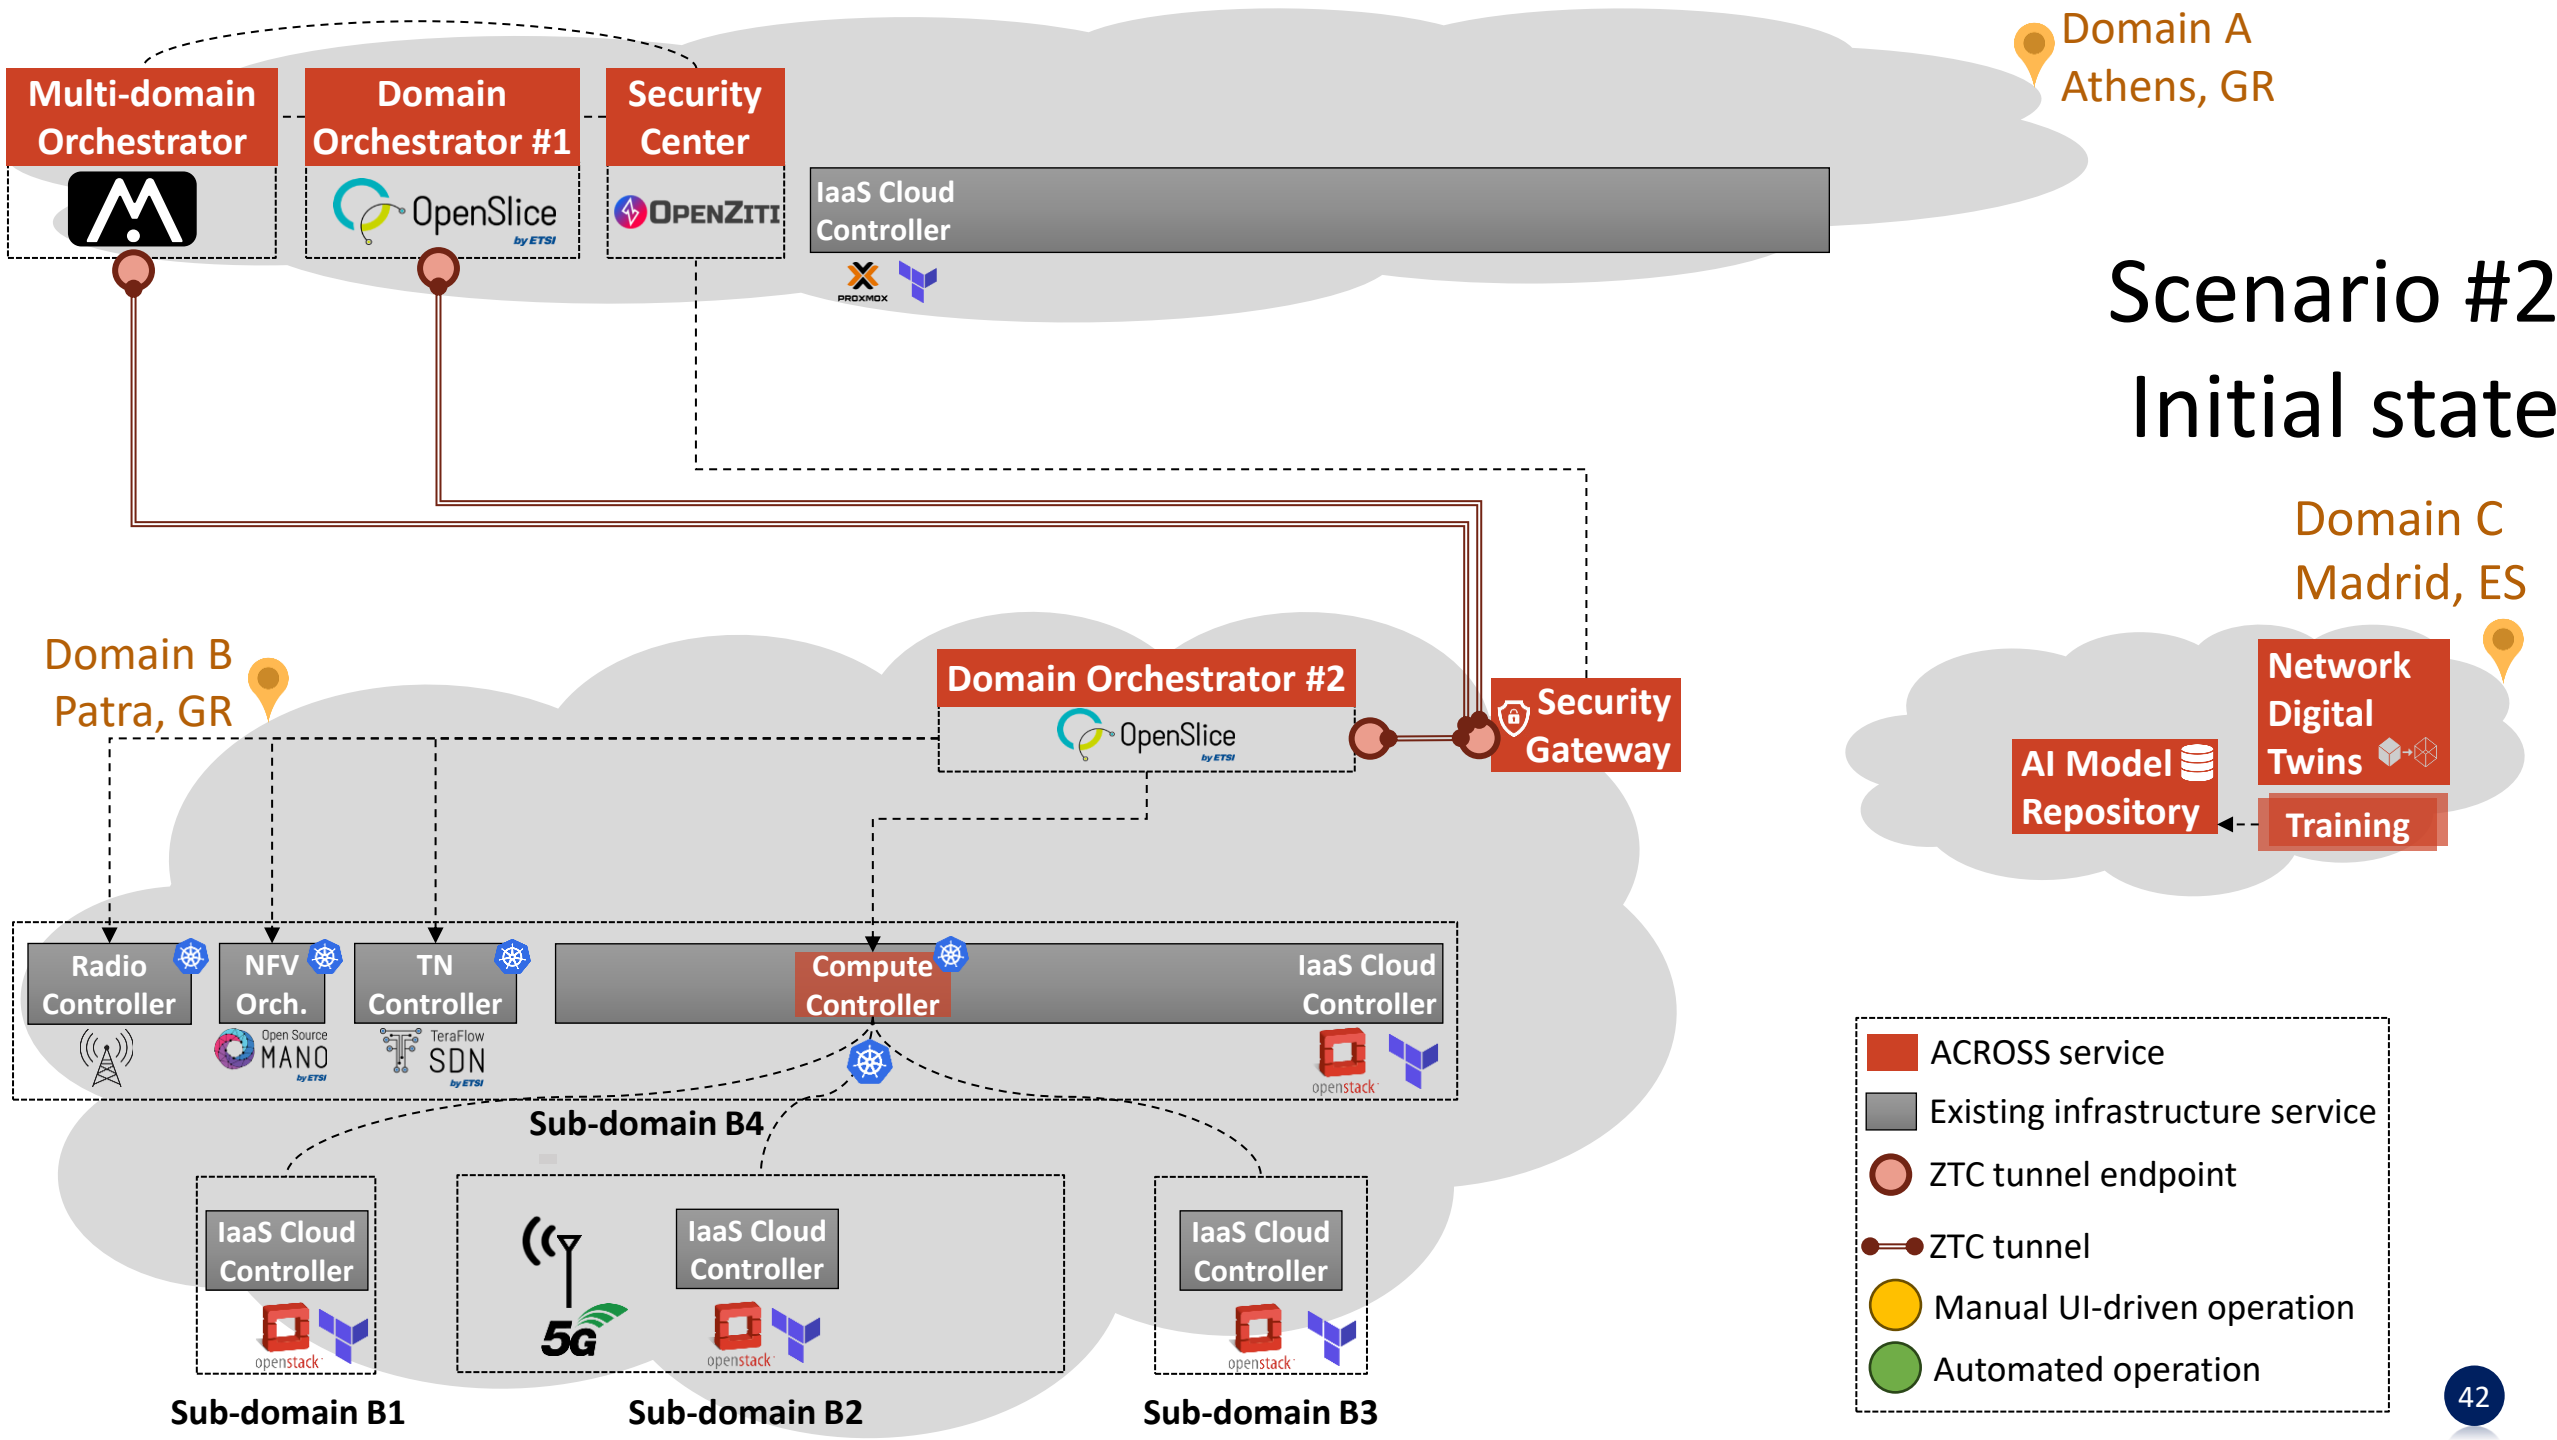 Domain A
Athens, GR
Multi-domain
Orchestrator
Domain
Orchestrator #1
OpenSlice
by ETSI
Security
Center
OPENZITI
IaaS Cloud
Controller
PROXMOX
Scenario #2
Initial state
Domain C
Madrid, ES
Network
Digital
Twins
AI Model
Repository
Training
Domain B
Patra, GR
Domain Orchestrator #2
OpenSlice
by ETSI
Security
Gateway
Radio
Controller
NFV
Orch.
Open Source
MANO
by ETSI
TN
Controller
TeraFlow
SDN
by ETSI
Compute
Controller
IaaS Cloud
Controller
openstack
Sub-domain B4
IaaS Cloud
Controller
openstack
Sub-domain B1
5G
IaaS Cloud
Controller
openstack
Sub-domain B2
IaaS Cloud
Controller
openstack
Sub-domain B3
ACROSS service
Existing infrastructure service
ZTC tunnel endpoint
ZTC tunnel
Manual UI-driven operation
Automated operation
42